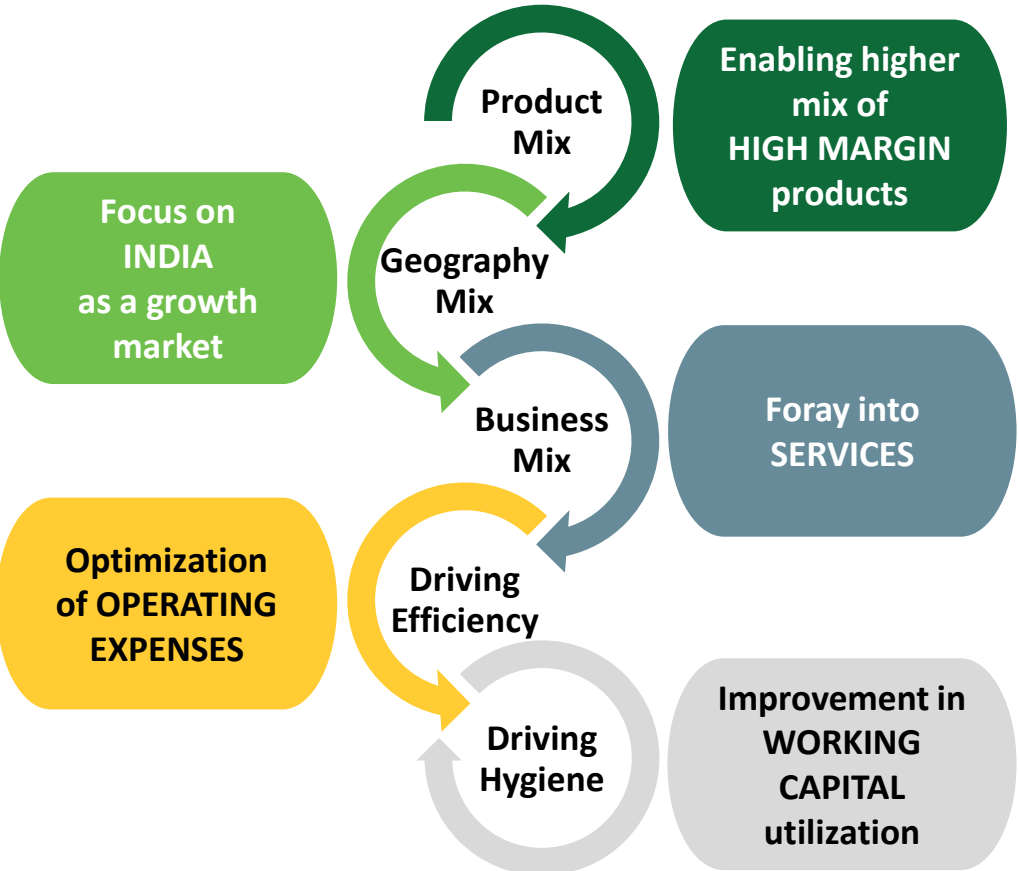 Product
Mix
Enabling higher
mix of
HIGH MARGIN
products
Focus on
INDIA
as a growth
market
Geography
Mix
Business
Mix
Foray into
SERVICES
Optimization
of OPERATING
EXPENSES
Driving
Efficiency
Driving
Hygiene
Improvement in
WORKING
CAPITAL
utilization